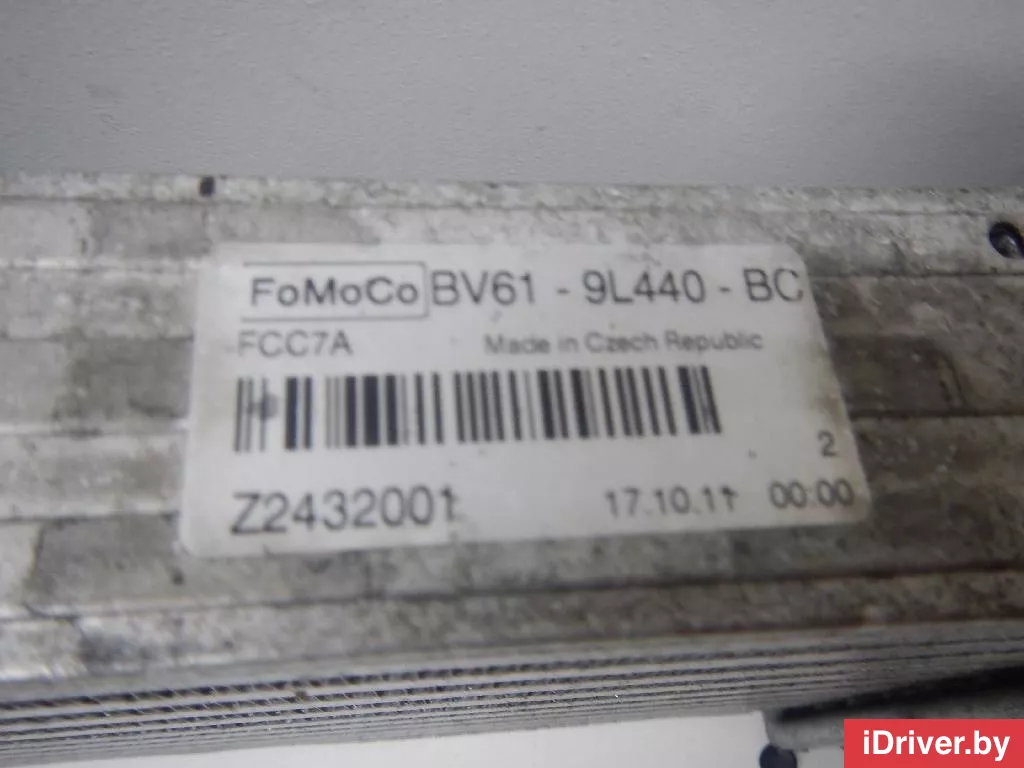 FoMoCo BV61 - 9L440 - BC
FCC7A Made in Czech Republic
2
Z2432001 17.10.11 00:00
iDriver.by